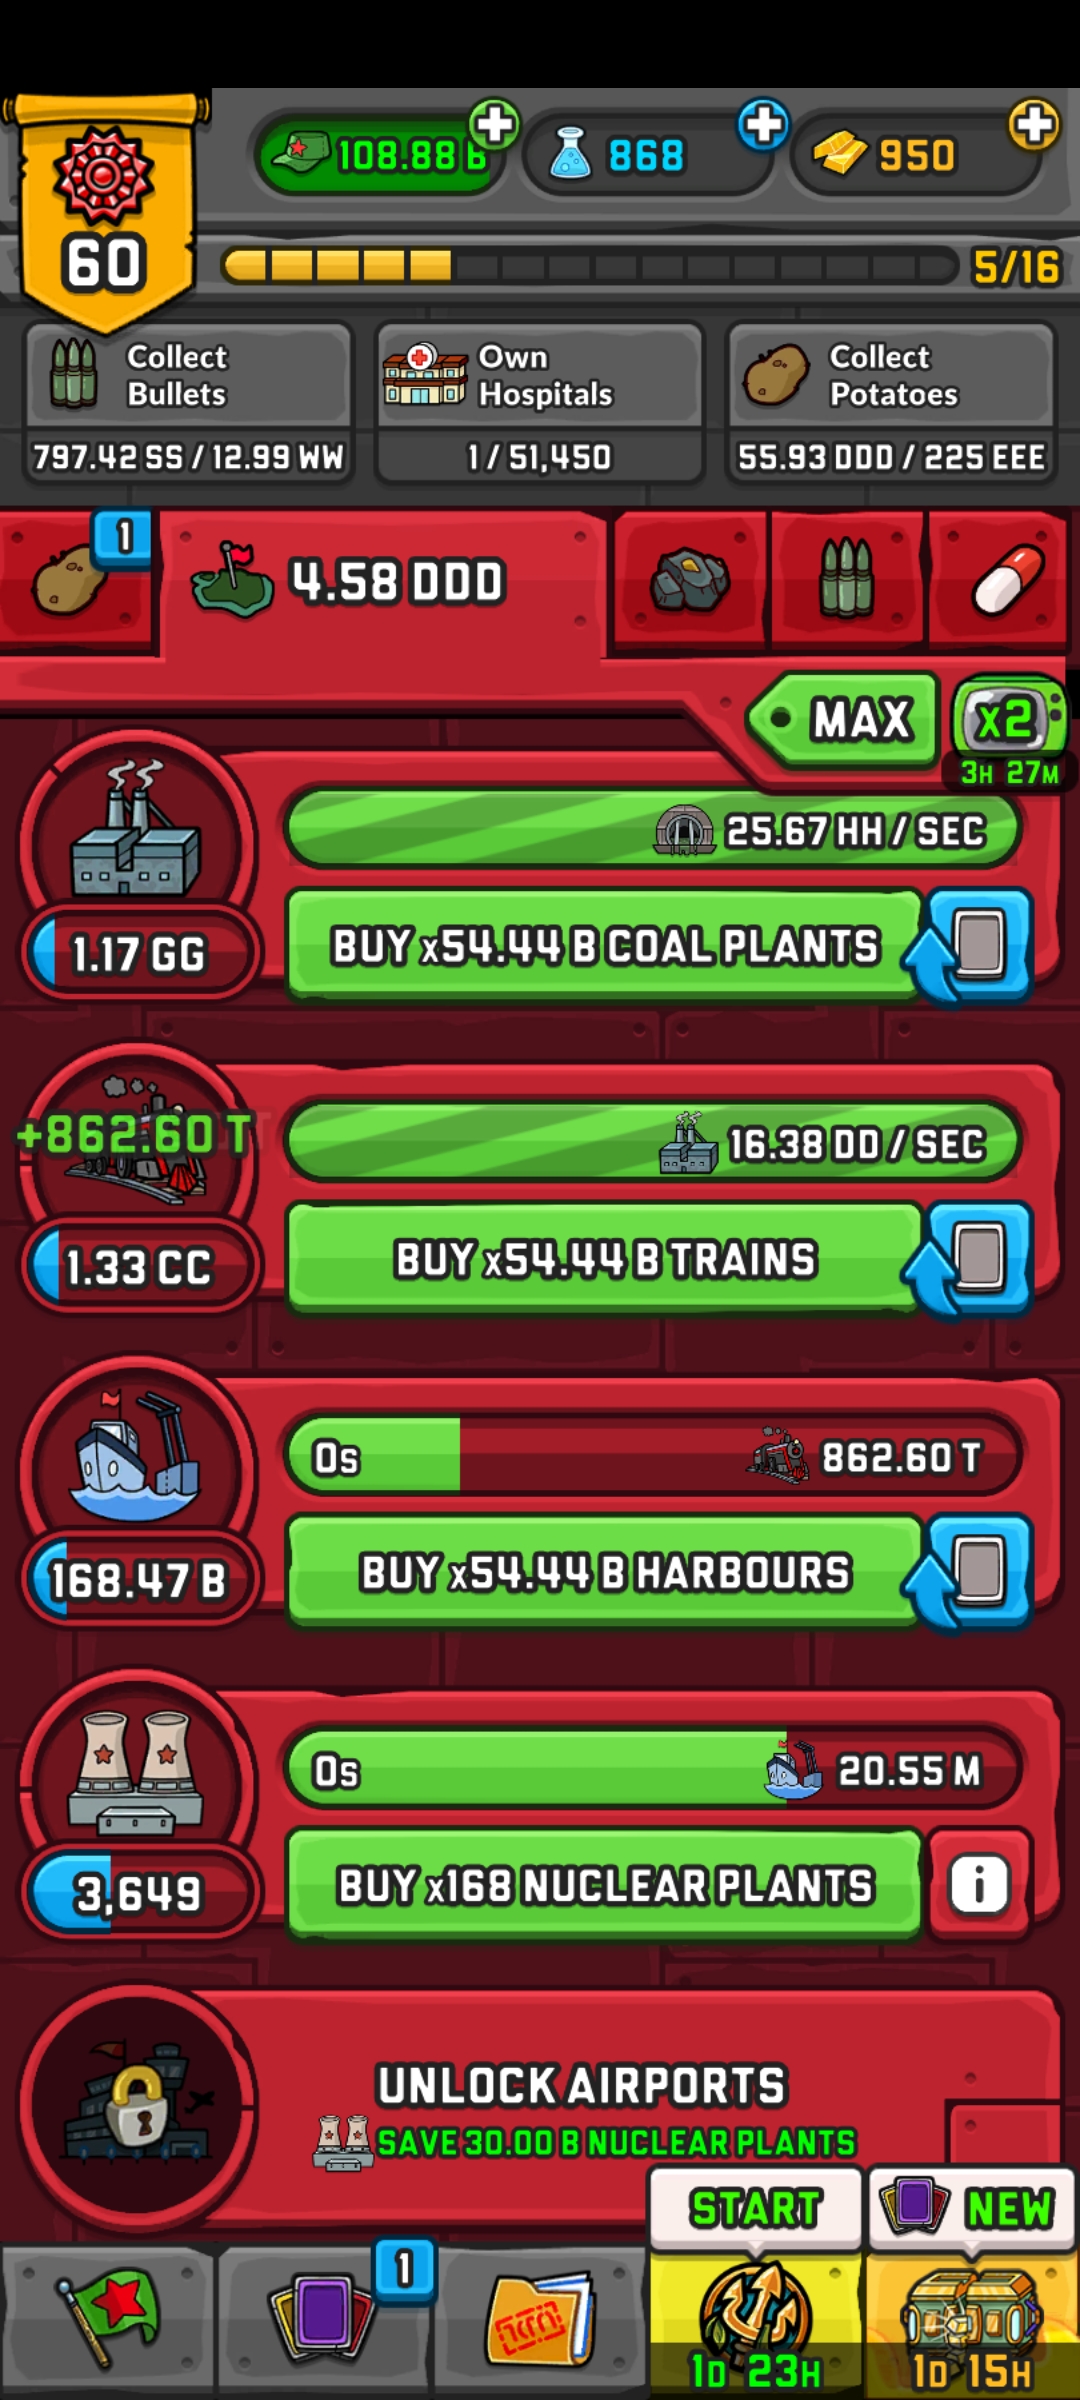 108.88 B
868
950
60
5/16
Collect
Bullets
797.42 SS / 12.99 WW
Own
Hospitals
1 / 51,450
Collect
Potatoes
55.93 DDD / 225 EEE
1
4.58 DDD
MAX
x2
3H 27M
25.67 HH / SEC
1.17 GG
BUY x54.44 B COAL PLANTS
+862.60 T
16.38 DD / SEC
1.33 CC
BUY x54.44 B TRAINS
0s
862.60 T
168.47 B
BUY x54.44 B HARBOURS
0s
20.55 M
3,649
BUY x168 NUCLEAR PLANTS
i
UNLOCK AIRPORTS
SAVE 30.00 B NUCLEAR PLANTS
START
NEW
1
1D 23H
1D 15H